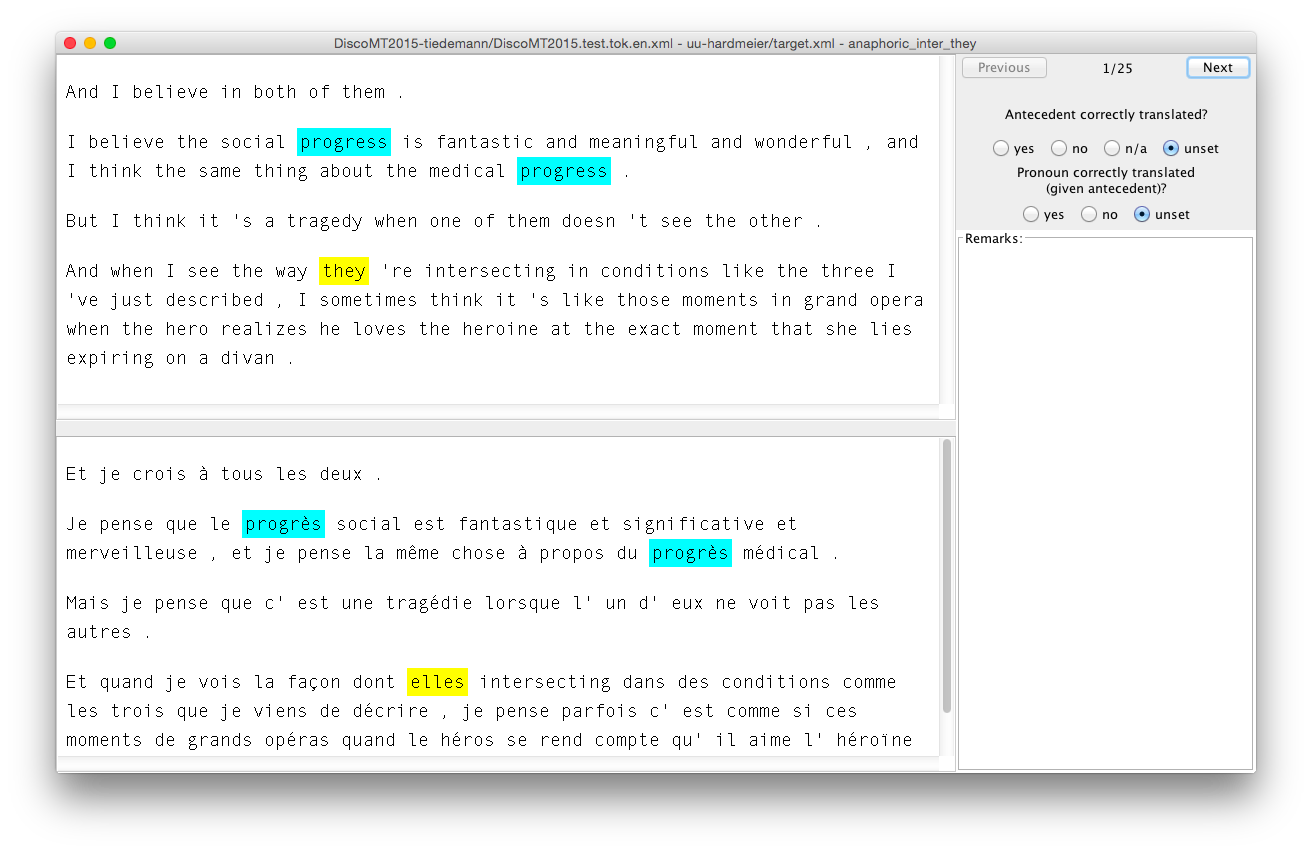 DiscoMT2015-tiedemann/DiscoMT2015.test.tok.en.xml - uu-hardmeier/target.xml - anaphoric_inter_they
And I believe in both of them .
I believe the social progress is fantastic and meaningful and wonderful , and
I think the same thing about the medical progress .
But I think it 's a tragedy when one of them doesn 't see the other .
And when I see the way they 're intersecting in conditions like the three I
've just described , I sometimes think it 's like those moments in grand opera
when the hero realizes he loves the heroine at the exact moment that she lies
expiring on a divan .
Et je crois à tous les deux .
Je pense que le progrès social est fantastique et significative et
merveilleuse , et je pense la même chose à propos du progrès médical .
Mais je pense que c' est une tragédie lorsque l' un d' eux ne voit pas les
autres .
Et quand je vois la façon dont elles intersecting dans des conditions comme
les trois que je viens de décrire , je pense parfois c' est comme si ces
moments de grands opéras quand le héros se rend compte qu' il aime l' héroïne
Previous 1/25 Next
Antecedent correctly translated?
yes no n/a unset
Pronoun correctly translated
(given antecedent)?
yes no unset
Remarks: